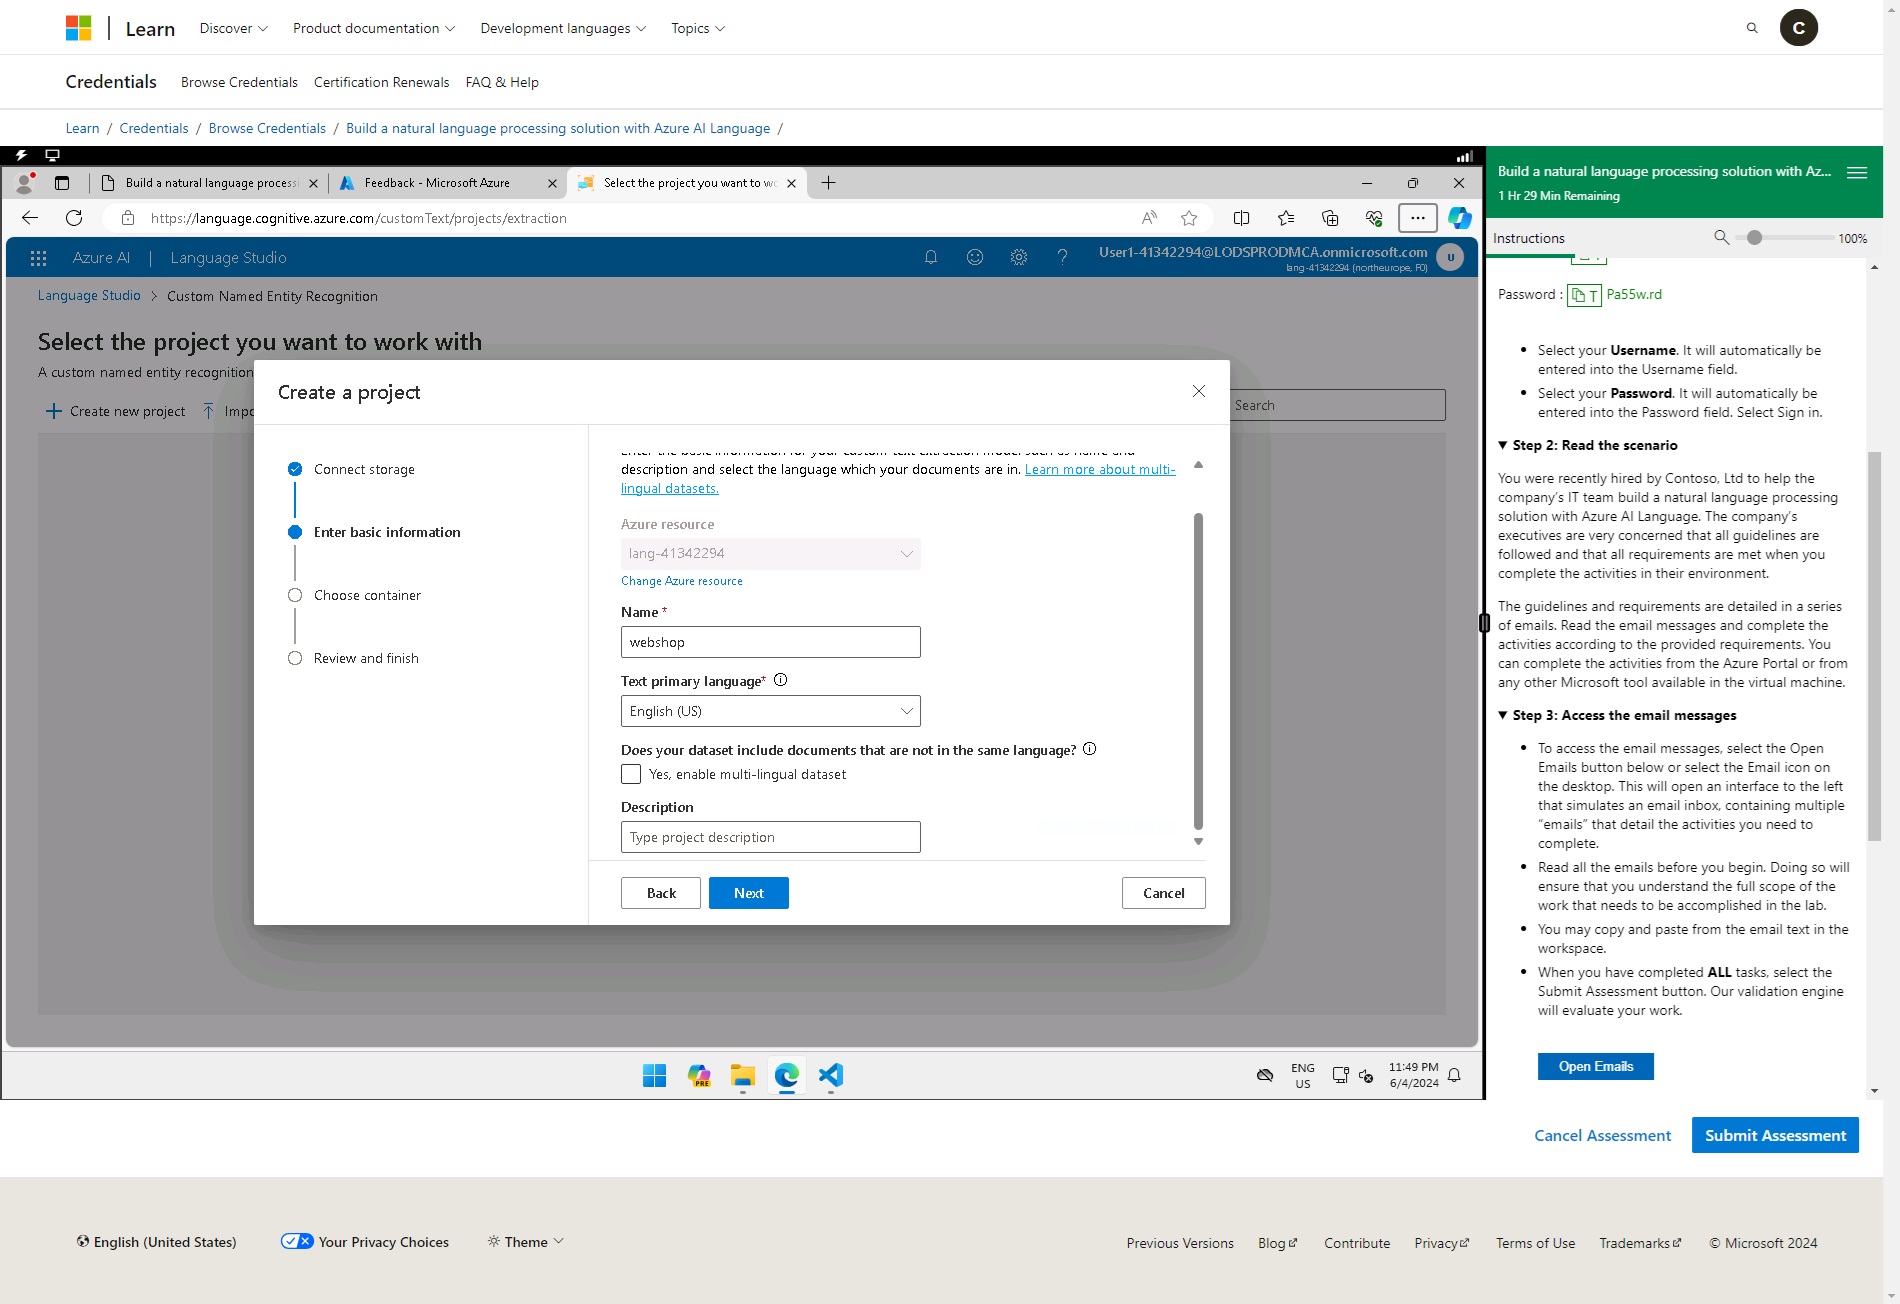 Learn
Discover
Product documentation
Development languages
Topics
C
Credentials
Browse Credentials
Certification Renewals
FAQ & Help
Learn / Credentials / Browse Credentials / Build a natural language processing solution with Azure AI Language /
Build a natural language process
Feedback - Microsoft Azure
Select the project you want to wo
https://language.cognitive.azure.com/customText/projects/extraction
Azure AI | Language Studio
User1-41342294@LODSPRODMCA.onmicrosoft.com
lang-41342294 (northeurope, F0)
U
Language Studio > Custom Named Entity Recognition
Select the project you want to work with
A custom named entity recognition
Create new project
Impo
Search
Create a project
Connect storage
Enter basic information
Choose container
Review and finish
description and select the language which your documents are in. Learn more about multi-
lingual datasets.
Azure resource
lang-41342294
Change Azure resource
Name *
webshop
Text primary language*
English (US)
Does your dataset include documents that are not in the same language?
Yes, enable multi-lingual dataset
Description
Type project description
Back
Next
Cancel
PRE
ENG
US
11:49 PM
6/4/2024
Build a natural language processing solution with Az...
1 Hr 29 Min Remaining
Instructions
100%
Password : T Pa55w.rd
• Select your Username. It will automatically be
entered into the Username field.
• Select your Password. It will automatically be
entered into the Password field. Select Sign in.
▼ Step 2: Read the scenario
You were recently hired by Contoso, Ltd to help the
company's IT team build a natural language processing
solution with Azure AI Language. The company's
executives are very concerned that all guidelines are
followed and that all requirements are met when you
complete the activities in their environment.
The guidelines and requirements are detailed in a series
of emails. Read the email messages and complete the
activities according to the provided requirements. You
can complete the activities from the Azure Portal or from
any other Microsoft tool available in the virtual machine.
▼ Step 3: Access the email messages
• To access the email messages, select the Open
Emails button below or select the Email icon on
the desktop. This will open an interface to the left
that simulates an email inbox, containing multiple
“emails” that detail the activities you need to
complete.
• Read all the emails before you begin. Doing so will
ensure that you understand the full scope of the
work that needs to be accomplished in the lab.
• You may copy and paste from the email text in the
workspace.
• When you have completed ALL tasks, select the
Submit Assessment button. Our validation engine
will evaluate your work.
Open Emails
Cancel Assessment
Submit Assessment
English (United States)
Your Privacy Choices
Theme
Previous Versions
Blog
Contribute
Privacy
Terms of Use
Trademarks
© Microsoft 2024